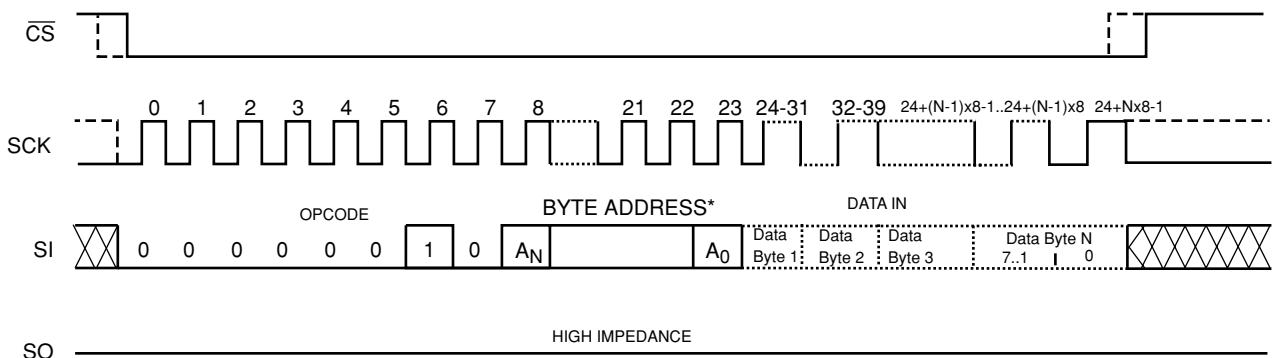 CS
0 1 2 3 4 5 6 7 8 21 22 23 24-31 32-39 24+(N-1)x8-1..24+(N-1)x8 24+Nx8-1
SCK
OPCODE BYTE ADDRESS* DATA IN
SI 0 0 0 0 0 0 1 0 AN A0
Data Byte 1
Data Byte 2
Data Byte 3
Data Byte N
7..1 0
HIGH IMPEDANCE
SO